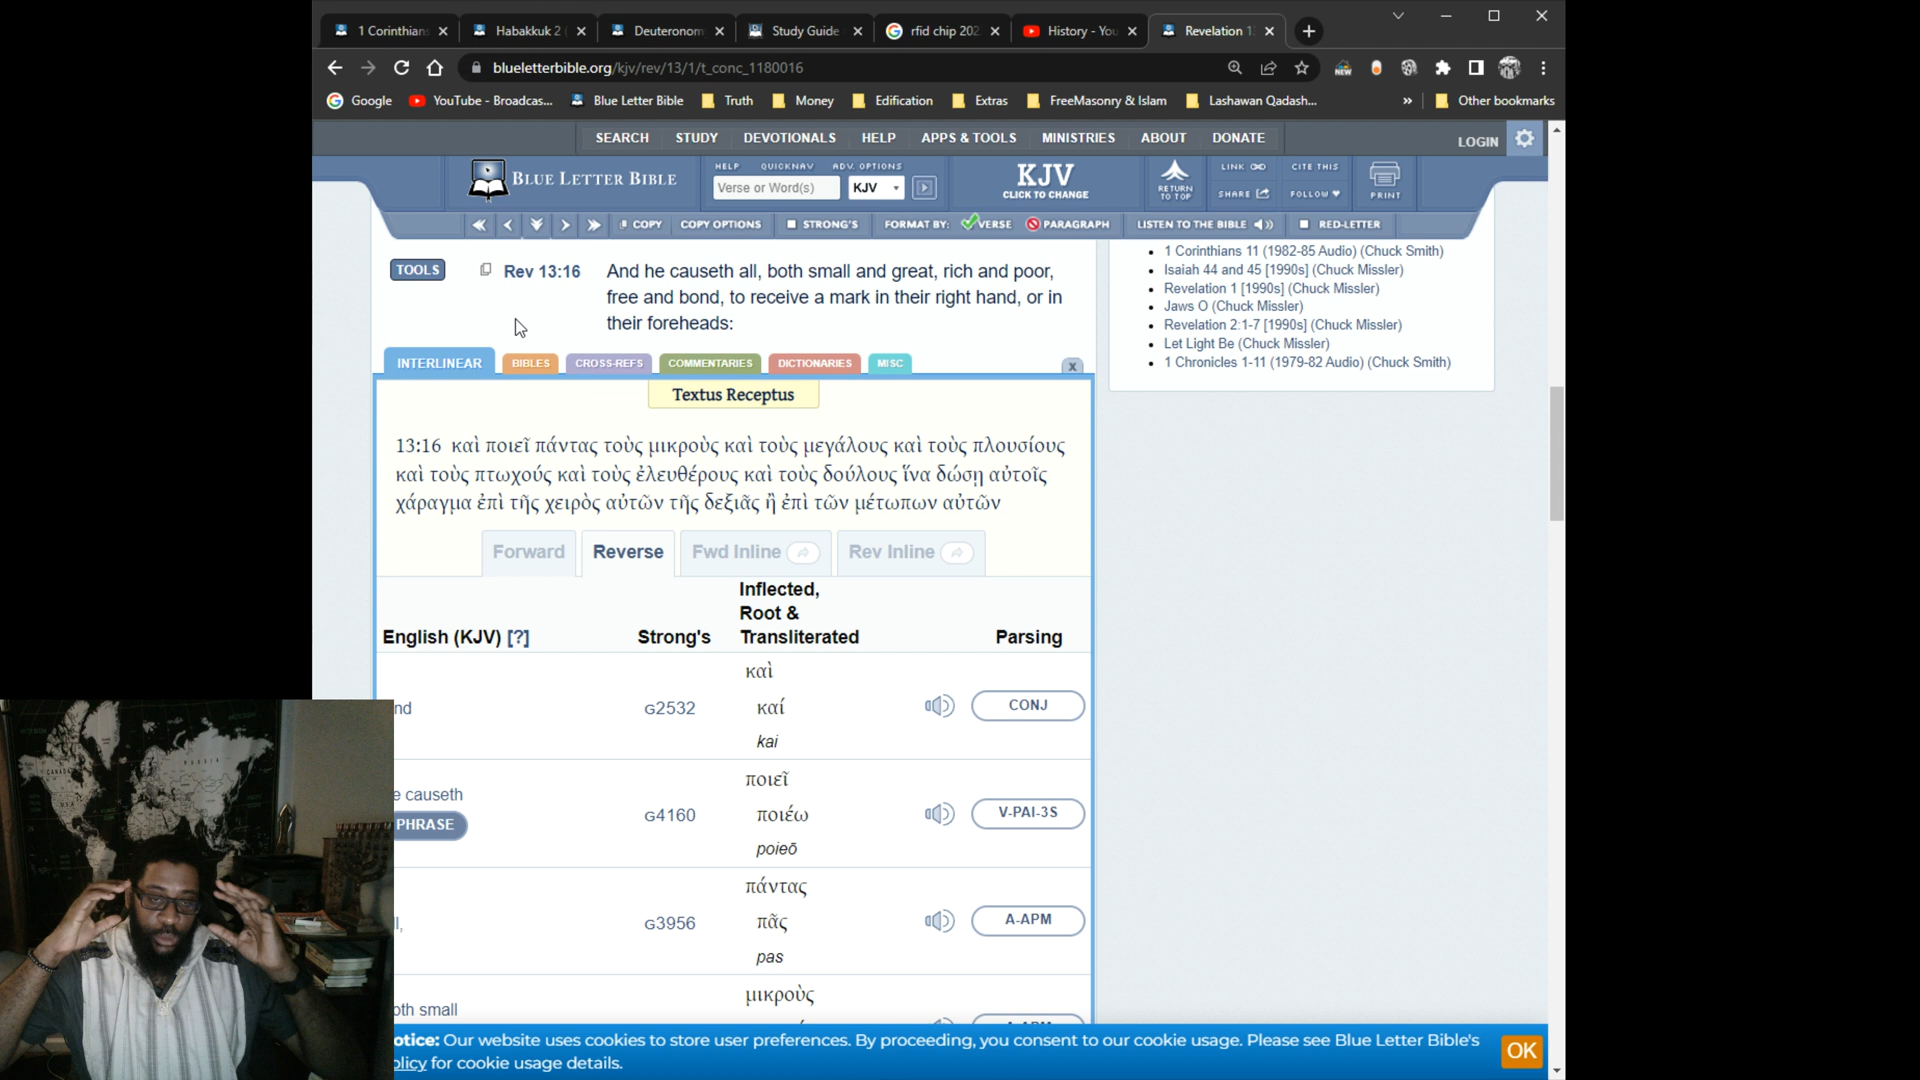 1 Corinthians
Habakkuk 2 (
Deuteronom
Study Guide
rfid chip 202
History - You
Revelation 1
blueletterbible.org/kjv/rev/13/1/t_conc_1180016
Google
YouTube - Broadcas...
Blue Letter Bible
Truth
Money
Edification
Extras
FreeMasonry & Islam
Lashawan Qadash...
»
Other bookmarks
SEARCH STUDY DEVOTIONALS HELP APPS & TOOLS MINISTRIES ABOUT DONATE
LOGIN
BLUE LETTER BIBLE
HELP QUICKNAV ADV. OPTIONS
Verse or Word(s)
KJV
KJV
CLICK TO CHANGE
RETURN
TO TOP
LINK
CITE THIS
SHARE
FOLLOW
PRINT
COPY COPY OPTIONS STRONG'S FORMAT BY: VERSE PARAGRAPH LISTEN TO THE BIBLE RED-LETTER
TOOLS
Rev 13:16
And he causeth all, both small and great, rich and poor,
free and bond, to receive a mark in their right hand, or in
their foreheads:
1 Corinthians 11 (1982-85 Audio) (Chuck Smith)
Isaiah 44 and 45 [1990s] (Chuck Missler)
Revelation 1 [1990s] (Chuck Missler)
Jaws O (Chuck Missler)
Revelation 2:1-7 [1990s] (Chuck Missler)
Let Light Be (Chuck Missler)
1 Chronicles 1-11 (1979-82 Audio) (Chuck Smith)
INTERLINEAR BIBLES CROSS-REFS COMMENTARIES DICTIONARIES MISC
x
Textus Receptus
13:16 καὶ ποιεῖ πάντας τοὺς μικροὺς καὶ τοὺς μεγάλους καὶ τοὺς πλουσίους
καὶ τοὺς πτωχούς καὶ τοὺς ἐλευθέρους καὶ τοὺς δούλους ἵνα δώσῃ αὐτοῖς
χάραγμα ἐπὶ τῆς χειρὸς αὐτῶν τῆς δεξιᾶς ἢ ἐπὶ τῶν μέτωπων αὐτῶν
Forward Reverse Fwd Inline Rev Inline
English (KJV) [?]
Strong's
Inflected,
Root &
Transliterated
Parsing
nd
G2532
καὶ
καί
kai
CONJ
e causeth
PHRASE
G4160
ποιεῖ
ποιέω
poieō
V-PAI-3S
l,
G3956
πάντας
πᾶς
pas
A-APM
oth small
μικροὺς
otice: Our website uses cookies to store user preferences. By proceeding, you consent to our cookie usage. Please see Blue Letter Bible's
olicy for cookie usage details.
OK
CANADA
RUSSIA